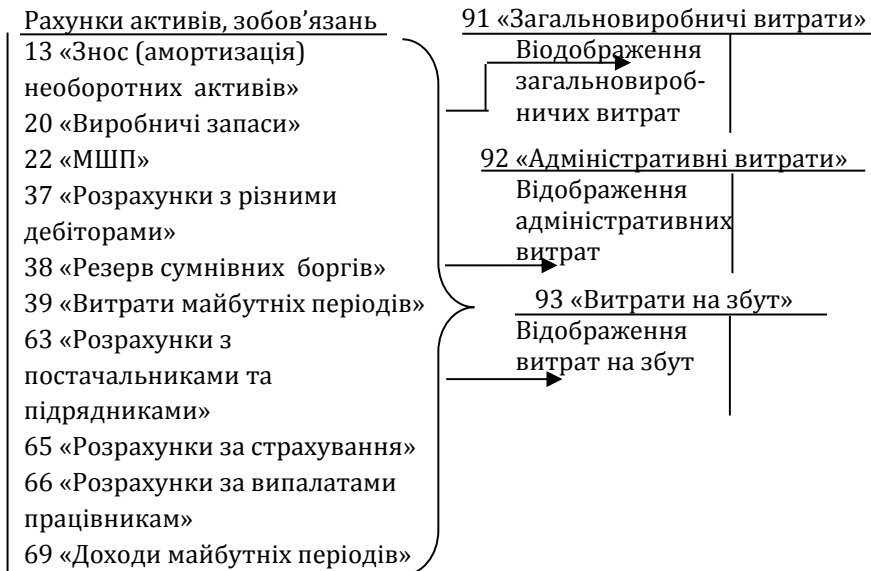 Рахунки активів, зобов’язань
13 «Знос (амортизація)
необоротних активів»
20 «Виробничі запаси»
22 «МШП»
37 «Розрахунки з різними
дебіторами»
38 «Резерв сумнівних боргів»
39 «Витрати майбутніх періодів»
63 «Розрахунки з
постачальниками та
підрядниками»
65 «Розрахунки за страхування»
66 «Розрахунки за випалатами
працівникам»
69 «Доходи майбутніх періодів»
91 «Загальновиробничі витрати»
Віодображення
загальновироб-
ничих витрат
92 «Адміністративні витрати»
Відображення
адміністративних
витрат
93 «Витрати на збут»
Відображення
витрат на збут